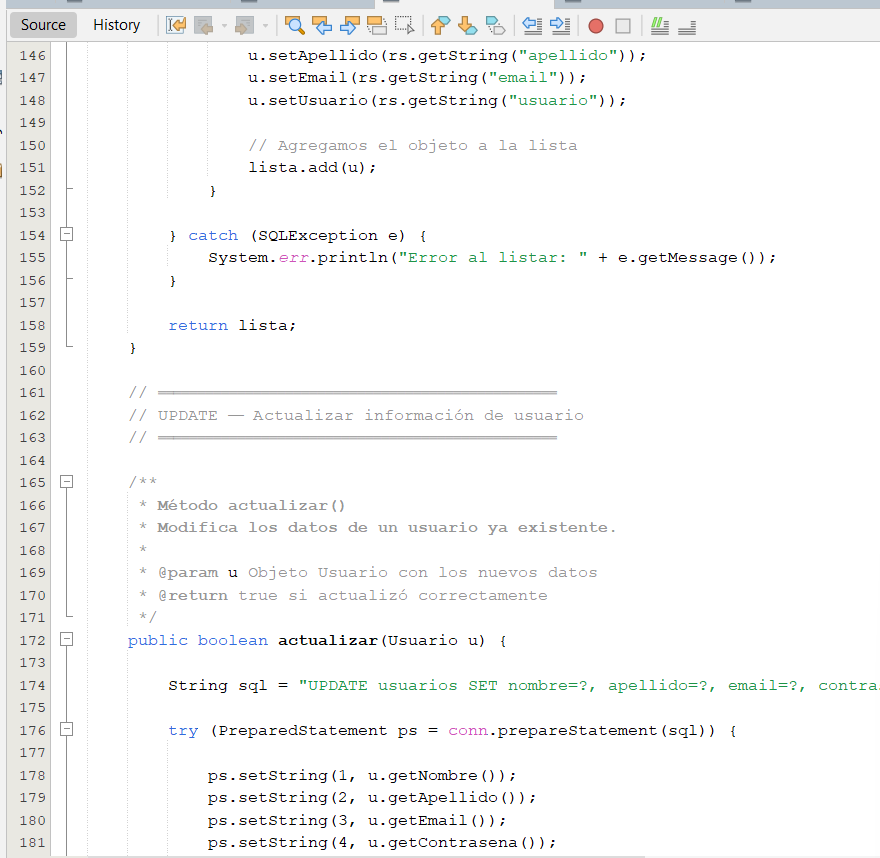 Source History
146 u.setApellido(rs.getString("apellido"));
147 u.setEmail(rs.getString("email"));
148 u.setUsuario(rs.getString("usuario"));
149
150 // Agregamos el objeto a la lista
151 lista.add(u);
152 }
153
154 } catch (SQLException e) {
155 System.err.println("Error al listar: " + e.getMessage());
156 }
157
158 return lista;
159 }
160
161 // ════════════════════════════════════════
162 // UPDATE — Actualizar información de usuario
163 // ════════════════════════════════════════
164
165 /**
166 * Método actualizar()
167 * Modifica los datos de un usuario ya existente.
168 *
169 * @param u Objeto Usuario con los nuevos datos
170 * @return true si actualizó correctamente
171 */
172 public boolean actualizar(Usuario u) {
173
174 String sql = "UPDATE usuarios SET nombre=?, apellido=?, email=?, contra
175
176 try (PreparedStatement ps = conn.prepareStatement(sql)) {
177
178 ps.setString(1, u.getNombre());
179 ps.setString(2, u.getApellido());
180 ps.setString(3, u.getEmail());
181 ps.setString(4, u.getContrasena());